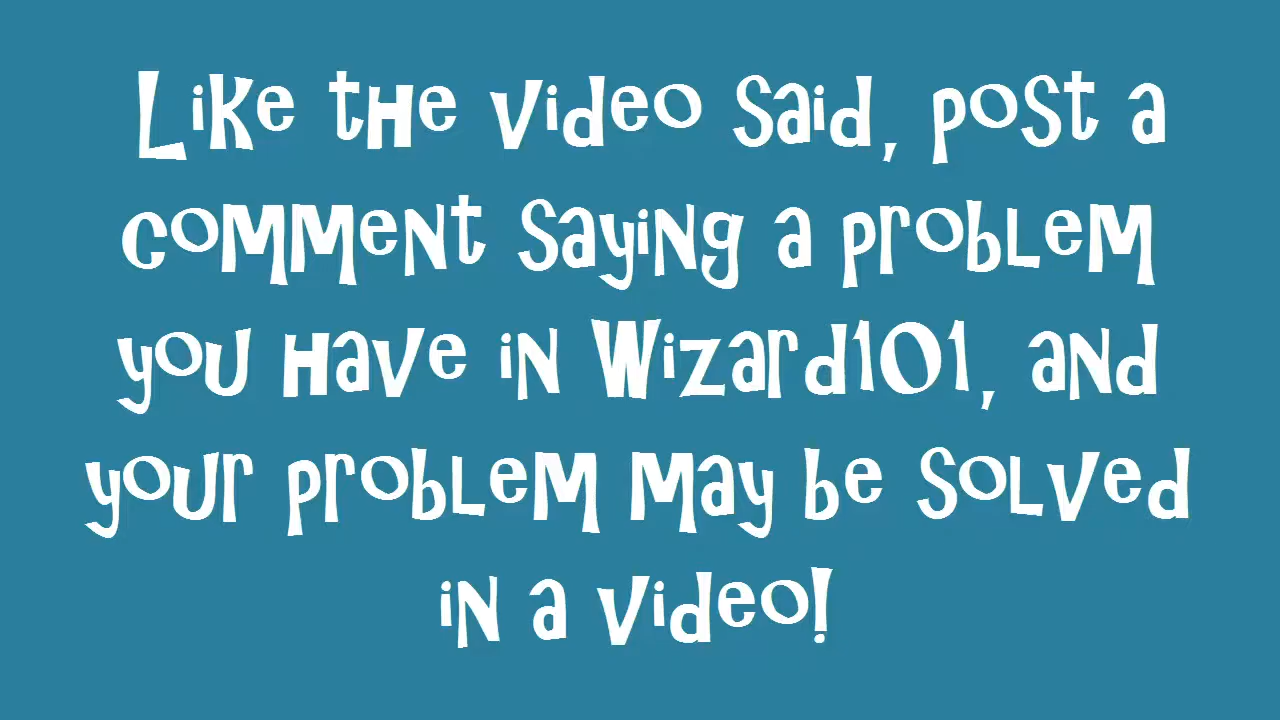 Like the video said, post a
comment saying a problem
you have in Wizard101, and
your problem may be solved
in a video!